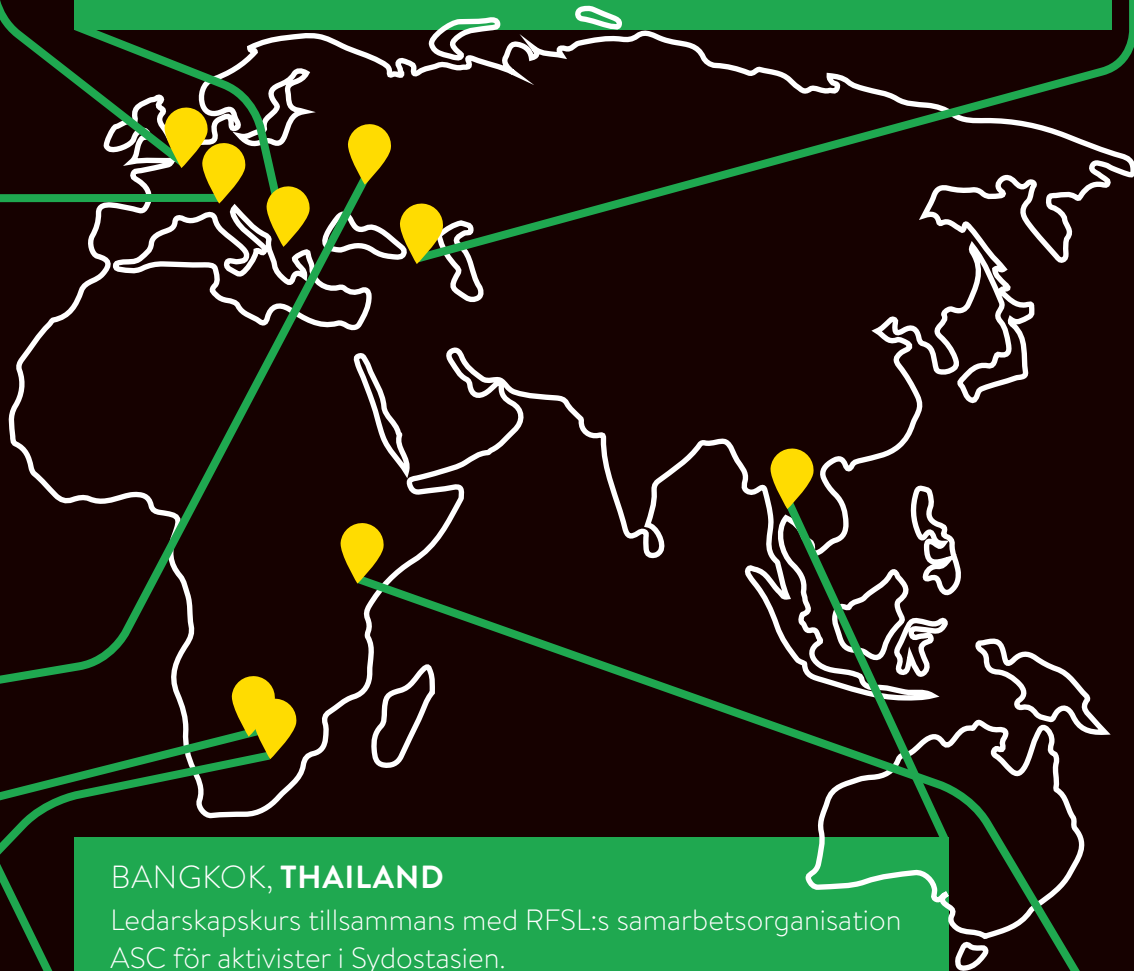 BANGKOK, THAILAND
Ledarskapskurs tillsammans med RFSL:s samarbetsorganisation
ASC för aktivister i Sydostasien.